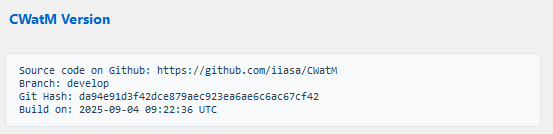 CWatM Version
Source code on Github: https://github.com/iiasa/CWatM
Branch: develop
Git Hash: da94e91d3f42dce879aec923ea6ae6c6ac67cf42
Build on: 2025-09-04 09:22:36 UTC